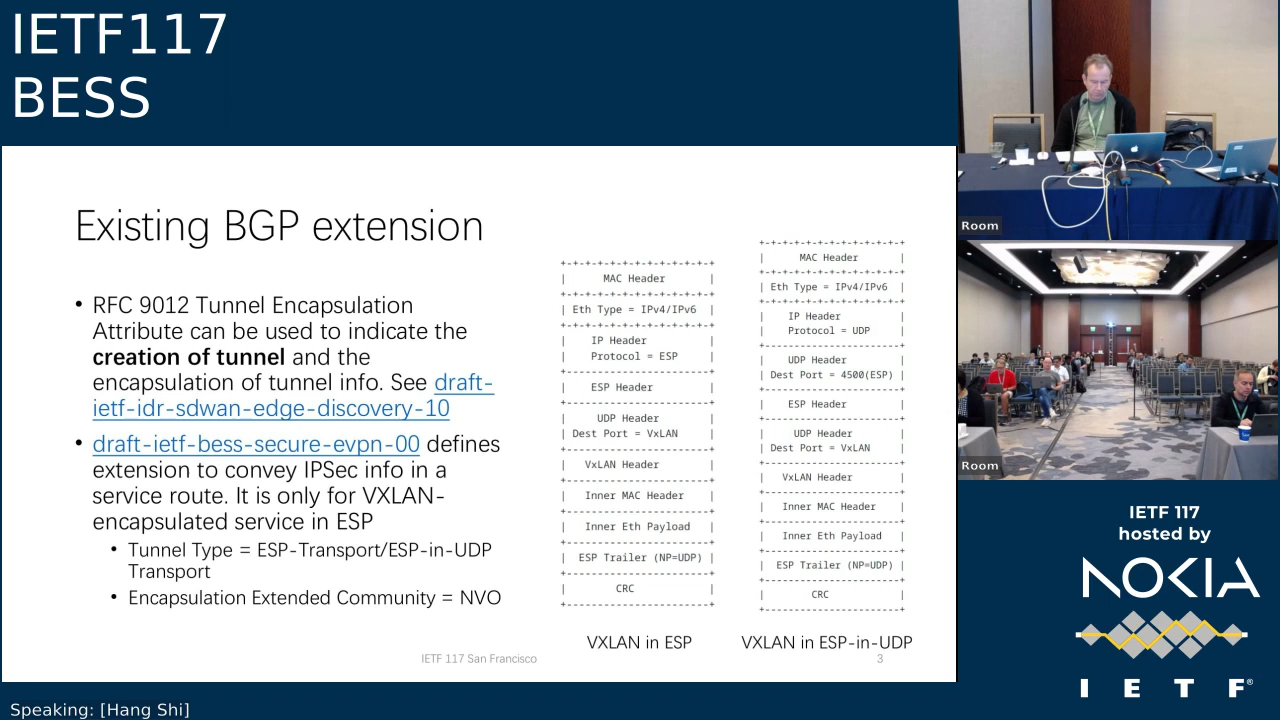 IETF117
BESS
Existing BGP extension
• RFC 9012 Tunnel Encapsulation
Attribute can be used to indicate the
creation of tunnel and the
encapsulation of tunnel info. See draft-
ietf-idr-sdwan-edge-discovery-10
• draft-ietf-bess-secure-evpn-00 defines
extension to convey IPSec info in a
service route. It is only for VXLAN-
encapsulated service in ESP
• Tunnel Type = ESP-Transport/ESP-in-UDP
Transport
• Encapsulation Extended Community = NVO
+-+-+-+-+-+-+-+-+-+-+-+-+
| MAC Header |
+-+-+-+-+-+-+-+-+-+-+-+-+
| Eth Type = IPv4/IPv6 |
+-+-+-+-+-+-+-+-+-+-+-+-+
| IP Header |
| Protocol = ESP |
+-----------------------+
| ESP Header |
+-----------------------+
| UDP Header |
| Dest Port = VxLAN |
+-----------------------+
| VxLAN Header |
+-----------------------+
| Inner MAC Header |
+-----------------------+
| Inner Eth Payload |
+-----------------------+
| ESP Trailer (NP=UDP) |
+-----------------------+
| CRC |
+-----------------------+
VXLAN in ESP
+-+-+-+-+-+-+-+-+-+-+-+-+
| MAC Header |
+-+-+-+-+-+-+-+-+-+-+-+-+
| Eth Type = IPv4/IPv6 |
+-+-+-+-+-+-+-+-+-+-+-+-+
| IP Header |
| Protocol = UDP |
+-----------------------+
| UDP Header |
| Dest Port = 4500(ESP) |
+-----------------------+
| ESP Header |
+-----------------------+
| UDP Header |
| Dest Port = VxLAN |
+-----------------------+
| VxLAN Header |
+-----------------------+
| Inner MAC Header |
+-----------------------+
| Inner Eth Payload |
+-----------------------+
| ESP Trailer (NP=UDP) |
+-----------------------+
| CRC |
+-----------------------+
VXLAN in ESP-in-UDP
IETF 117 San Francisco
3
Room
Room
IETF 117
hosted by
NOKIA
I E T F®
Speaking: [Hang Shi]